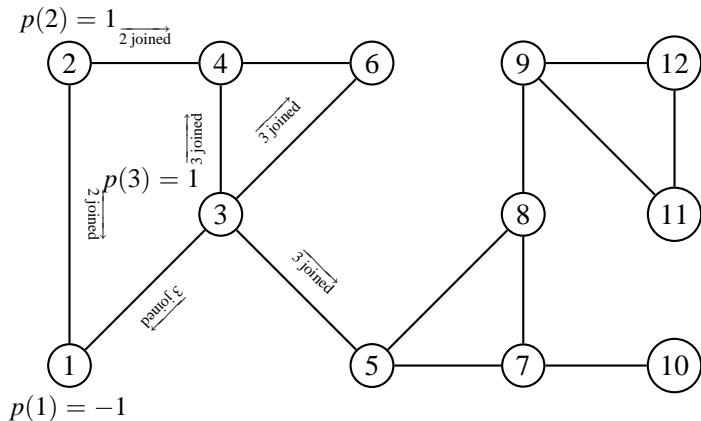 p(2) = 1
2 joined
2
4
6
9
12
3 joined
3 joined
p(3) = 1
2 joined
3
8
11
3 joined
3 joined
1
5
7
10
p(1) = −1